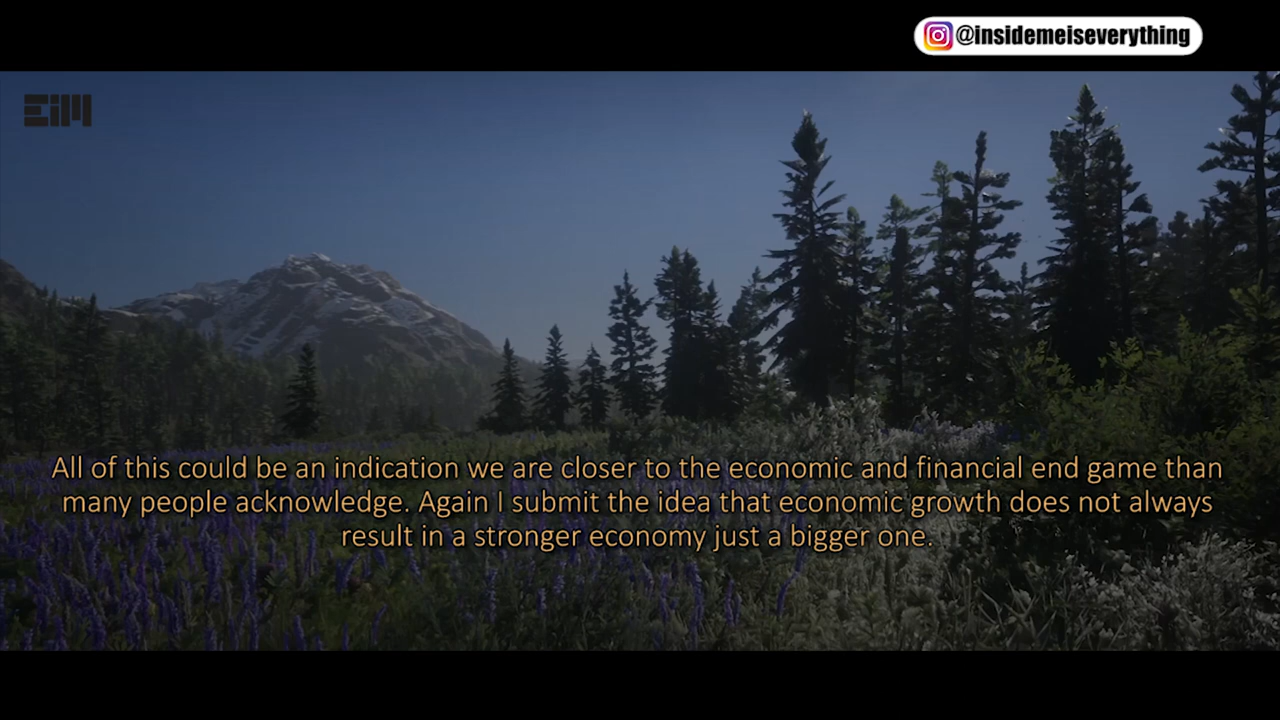 @insidemeiseverything
EIM
All of this could be an indication we are closer to the economic and financial end game than
many people acknowledge. Again I submit the idea that economic growth does not always
result in a stronger economy just a bigger one.